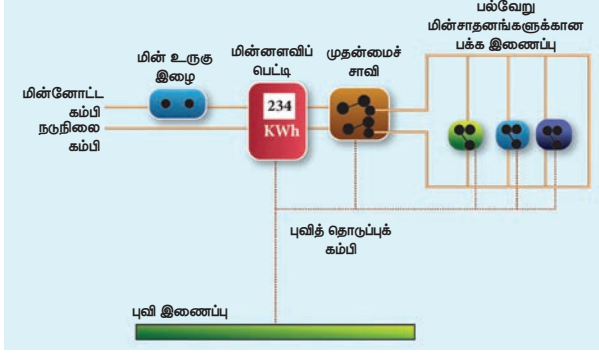 பல்வேறு
மின்சாதனங்களுக்கான
பக்க இணைப்பு
மின் உருகு
இழை
மின்னளவிப்
பெட்டி
முதன்மைச்
சாவி
மின்னோட்ட
கம்பி
நடுநிலை
கம்பி
234
KWh
புவித் தொடுப்புக்
கம்பி
புவி இணைப்பு